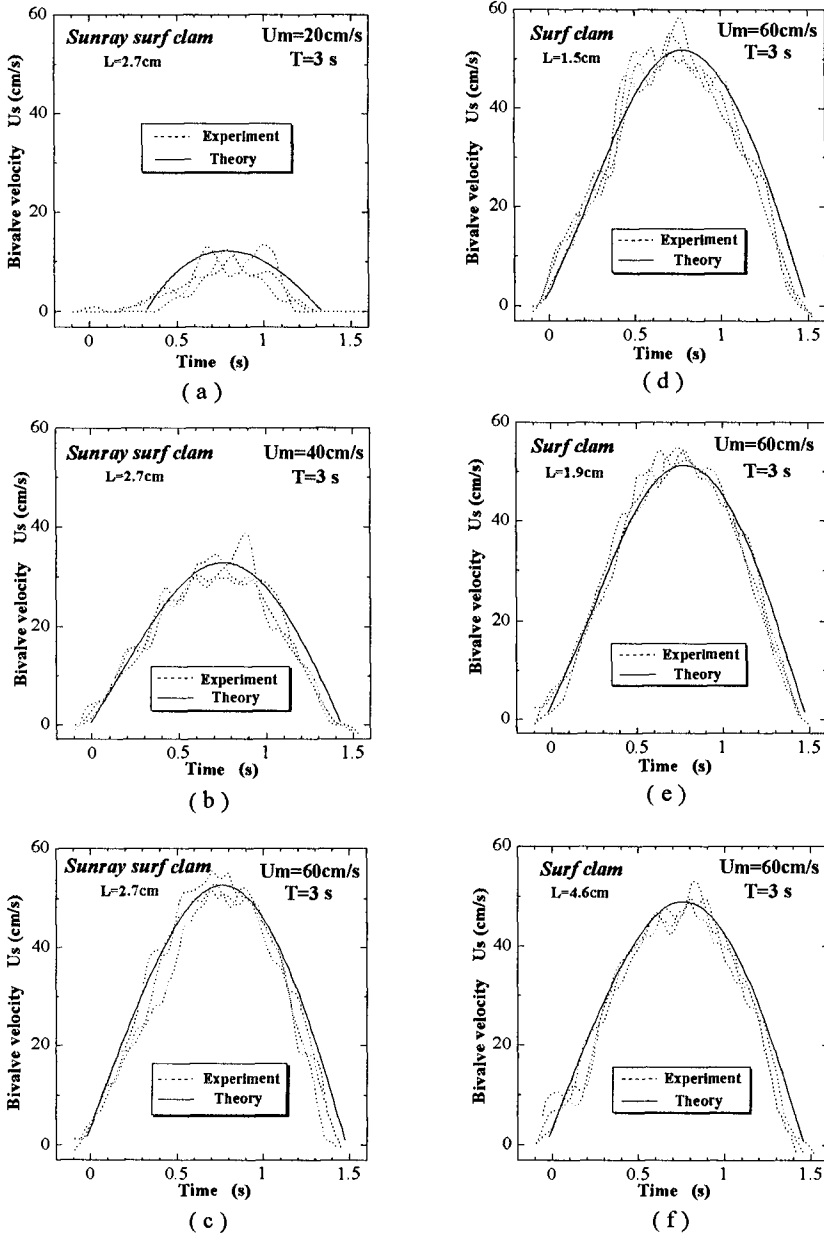 Sunray surf clam
L=2.7cm
Um=20cm/s
T=3 s
Experiment
Theory
Bivalve velocity Us (cm/s)
60
40
20
0
0 0.5 1 1.5
Time (s)
( a )
Sunray surf clam
L=2.7cm
Um=40cm/s
T=3 s
Experiment
Theory
Bivalve velocity Us (cm/s)
60
40
20
0
0 0.5 1 1.5
Time (s)
( b )
Sunray surf clam
L=2.7cm
Um=60cm/s
T=3 s
Experiment
Theory
Bivalve velocity Us (cm/s)
60
40
20
0
0 0.5 1 1.5
Time (s)
( c )
Surf clam
L=1.5cm
Um=60cm/s
T=3 s
Experiment
Theory
Bivalve velocity Us (cm/s)
60
40
20
0
0 0.5 1 1.5
Time (s)
( d )
Surf clam
L=1.9cm
Um=60cm/s
T=3 s
Experiment
Theory
Bivalve velocity Us (cm/s)
60
40
20
0
0 0.5 1 1.5
Time (s)
( e )
Surf clam
L=4.6cm
Um=60cm/s
T=3 s
Experiment
Theory
Bivalve velocity Us (cm/s)
60
40
20
0
0 0.5 1 1.5
Time (s)
( f )